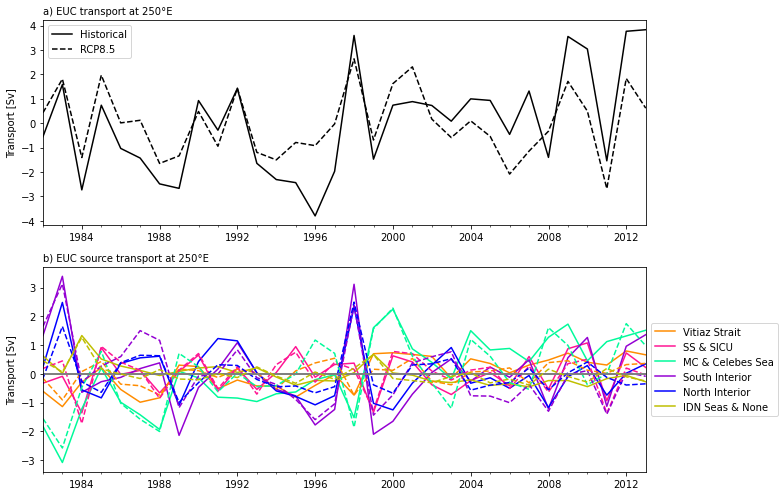 a) EUC transport at 250°E
Historical
RCP8.5
Transport [Sv]
4
3
2
1
0
−1
−2
−3
−4
1984 1988 1992 1996 2000 2004 2008 2012
b) EUC source transport at 250°E
Transport [Sv]
3
2
1
0
−1
−2
−3
1984 1988 1992 1996 2000 2004 2008 2012
Vitiaz Strait
SS & SICU
MC & Celebes Sea
South Interior
North Interior
IDN Seas & None